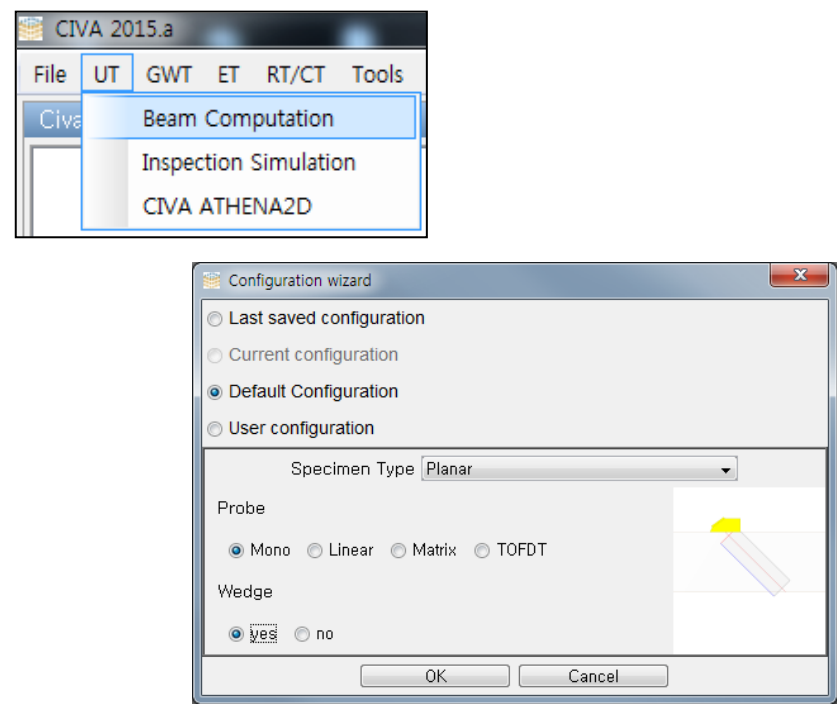 CIVA 2015.a
File UT GWT ET RT/CT Tools
Civa
Beam Computation
Inspection Simulation
CIVA ATHENA2D
Configuration wizard
Last saved configuration
Current configuration
Default Configuration
User configuration
Specimen Type Planar
Probe
Mono Linear Matrix TOFDT
Wedge
yes no
OK Cancel